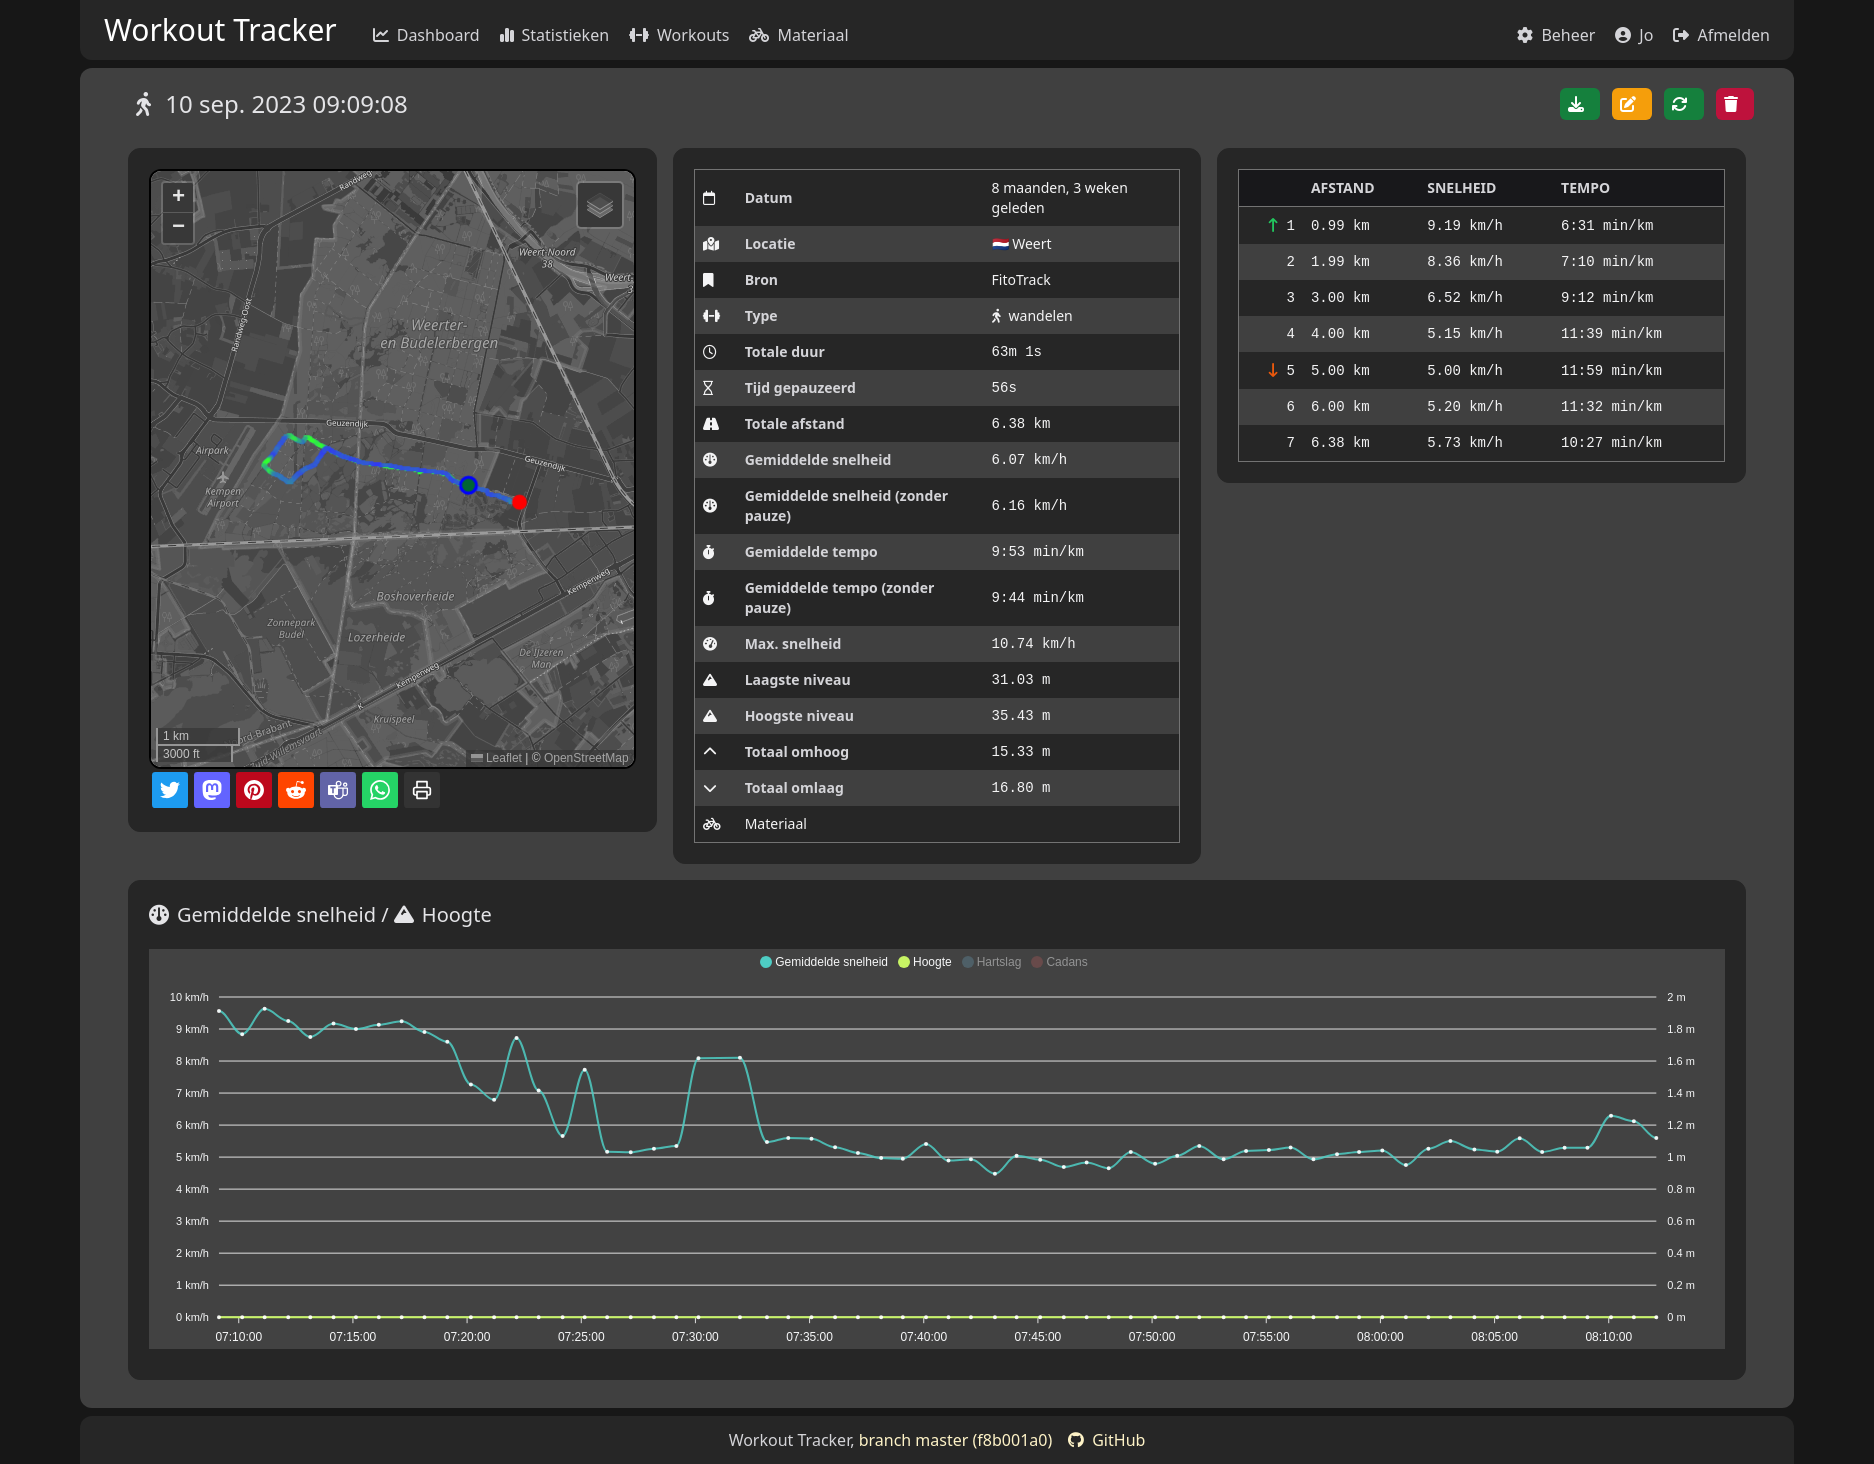 Workout Tracker Dashboard Statistieken Workouts Materiaal Beheer Jo Afmelden
10 sep. 2023 09:09:08
+
−
Randweg
Randweg-Oost
Weert-Noord
38
Weert-
Weerter-
en Budelerbergen
Geuzendijk
Airpark
Geuzendijk
Kempen
Airport
Kempenweg
Boshoverheide
Zonnepark
Budel
Lozerheide
De IJzeren
Man
Kempenweg
K
Kruispeel
ord-Brabant
Zuid-Willemsvaart
1 km
3000 ft
Leaflet | © OpenStreetMap
Datum 8 maanden, 3 weken
geleden
Locatie 🇳🇱 Weert
Bron FitoTrack
Type wandelen
Totale duur 63m 1s
Tijd gepauzeerd 56s
Totale afstand 6.38 km
Gemiddelde snelheid 6.07 km/h
Gemiddelde snelheid (zonder
pauze) 6.16 km/h
Gemiddelde tempo 9:53 min/km
Gemiddelde tempo (zonder
pauze) 9:44 min/km
Max. snelheid 10.74 km/h
Laagste niveau 31.03 m
Hoogste niveau 35.43 m
Totaal omhoog 15.33 m
Totaal omlaag 16.80 m
Materiaal
AFSTAND SNELHEID TEMPO
↑ 1 0.99 km 9.19 km/h 6:31 min/km
2 1.99 km 8.36 km/h 7:10 min/km
3 3.00 km 6.52 km/h 9:12 min/km
4 4.00 km 5.15 km/h 11:39 min/km
↓ 5 5.00 km 5.00 km/h 11:59 min/km
6 6.00 km 5.20 km/h 11:32 min/km
7 6.38 km 5.73 km/h 10:27 min/km
Gemiddelde snelheid / Hoogte
Gemiddelde snelheid Hoogte Hartslag Cadans
10 km/h 2 m
9 km/h 1.8 m
8 km/h 1.6 m
7 km/h 1.4 m
6 km/h 1.2 m
5 km/h 1 m
4 km/h 0.8 m
3 km/h 0.6 m
2 km/h 0.4 m
1 km/h 0.2 m
0 km/h 0 m
07:10:00 07:15:00 07:20:00 07:25:00 07:30:00 07:35:00 07:40:00 07:45:00 07:50:00 07:55:00 08:00:00 08:05:00 08:10:00
Workout Tracker, branch master (f8b001a0) GitHub